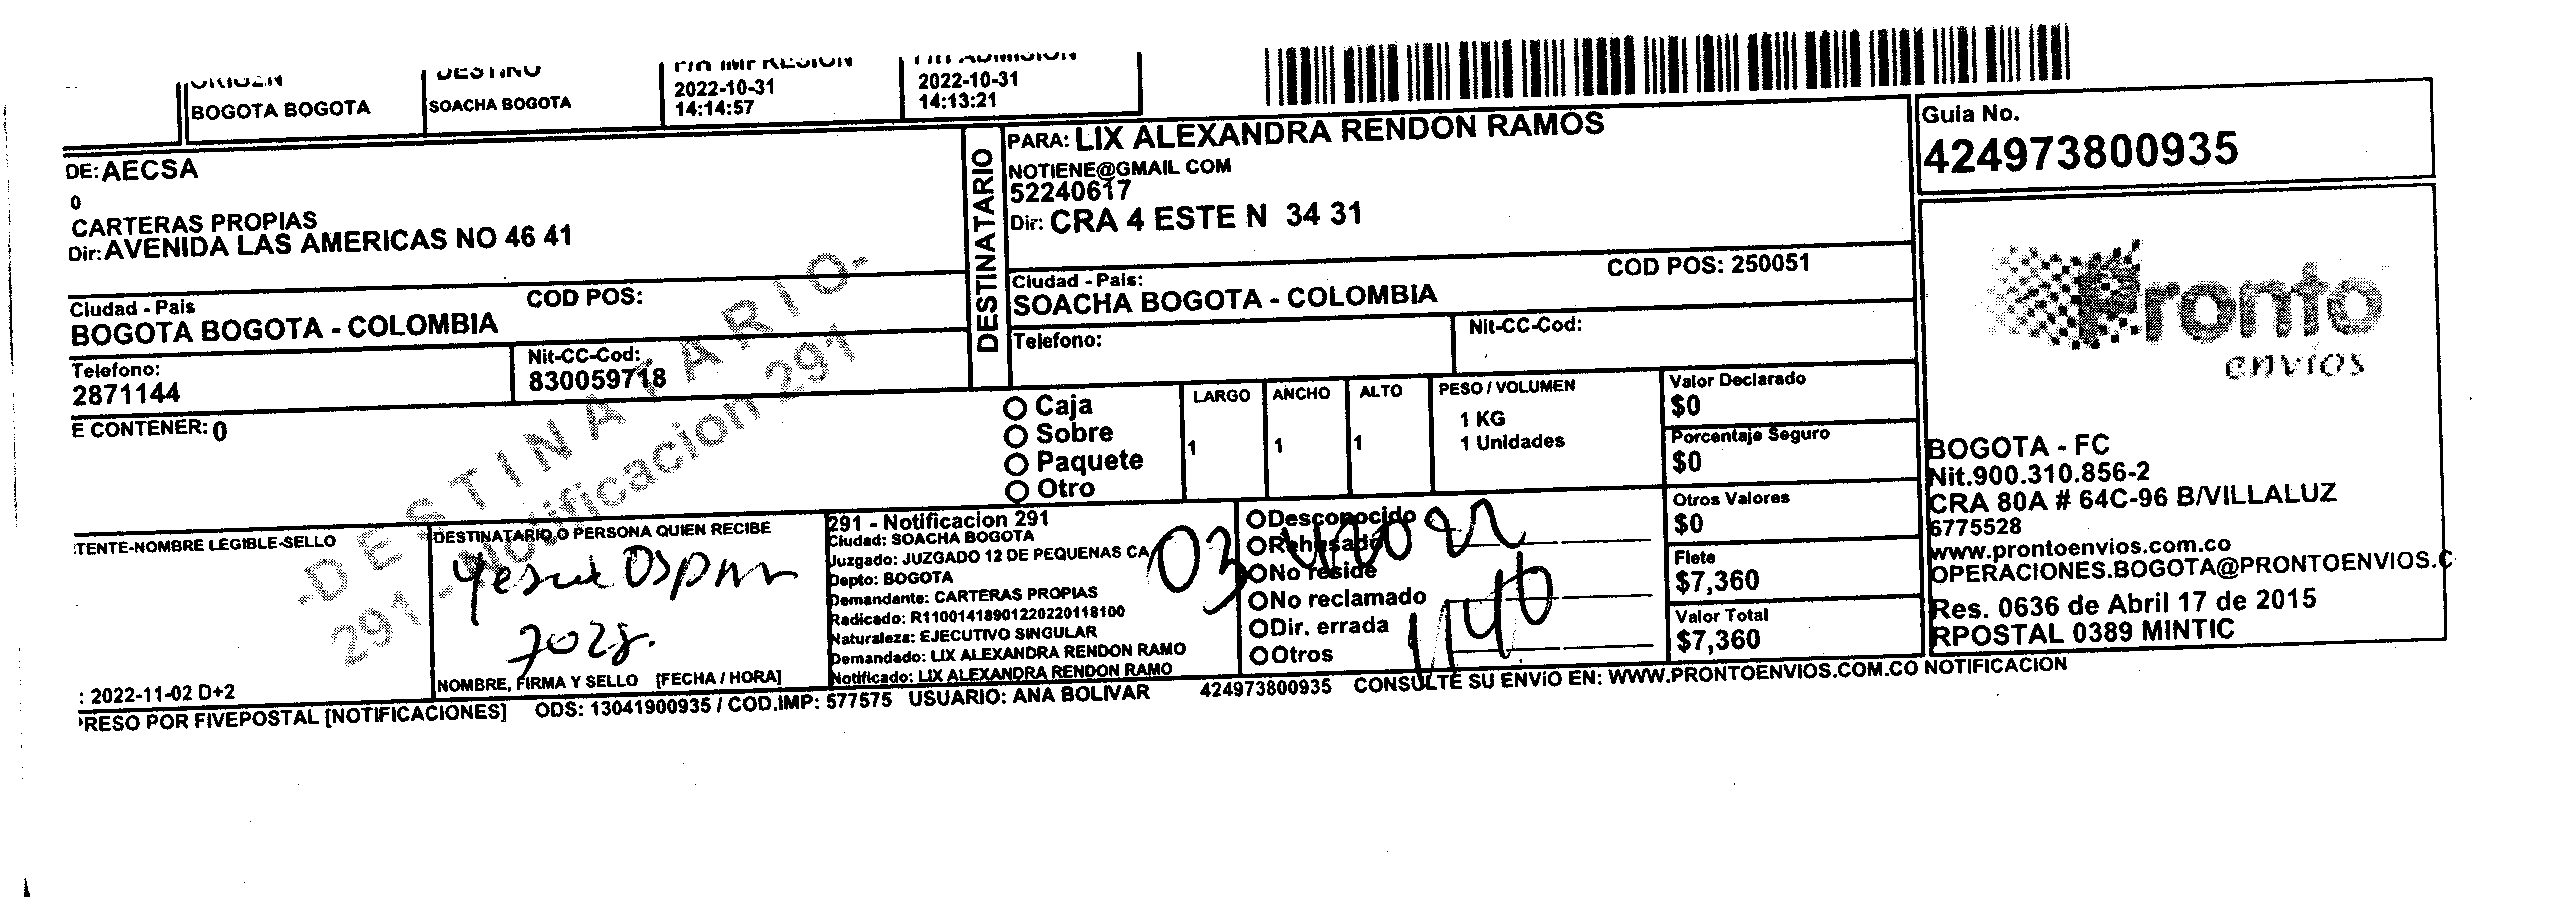 ORIGEN
BOGOTA BOGOTA
DESTINO
SOACHA BOGOTA
F/H IMPRESION
2022-10-31
14:14:57
F/H ADMISION
2022-10-31
14:13:21
DE: AECSA
0
CARTERAS PROPIAS
Dir: AVENIDA LAS AMERICAS NO 46 41
Ciudad - Pais
COD POS:
BOGOTA BOGOTA - COLOMBIA
Telefono:
2871144
Nit-CC-Cod:
830059718
E CONTENER: 0
DESTINATARIO
PARA: LIX ALEXANDRA RENDON RAMOS
NOTIENE@GMAIL COM
52240617
Dir: CRA 4 ESTE N 34 31
Ciudad - Pais:
COD POS: 250051
SOACHA BOGOTA - COLOMBIA
Telefono:
Nit-CC-Cod:
Caja
Sobre
Paquete
Otro
LARGO
1
ANCHO
1
ALTO
1
PESO / VOLUMEN
1 KG
1 Unidades
Valor Declarado
$0
Porcentaje Seguro
$0
Otros Valores
$0
Flete
$7,360
Valor Total
$7,360
Guia No.
424973800935
Pronto
envíos
BOGOTA - FC
Nit.900.310.856-2
CRA 80A # 64C-96 B/VILLALUZ
6775528
www.prontoenvios.com.co
OPERACIONES.BOGOTA@PRONTOENVIOS.C
Res. 0636 de Abril 17 de 2015
RPOSTAL 0389 MINTIC
-DESTINATARIO-
291 - Notificacion 291
TENTE-NOMBRE LEGIBLE-SELLO
DESTINATARIO O PERSONA QUIEN RECIBE
NOMBRE, FIRMA Y SELLO [FECHA / HORA]
291 - Notificacion 291
Ciudad: SOACHA BOGOTA
Juzgado: JUZGADO 12 DE PEQUENAS CA
Depto: BOGOTA
Demandante: CARTERAS PROPIAS
Radicado: R11001418901220220118100
Naturaleza: EJECUTIVO SINGULAR
Demandado: LIX ALEXANDRA RENDON RAMO
Notificado: LIX ALEXANDRA RENDON RAMO
Desconocido
Rehusado
No reside
No reclamado
Dir. errada
Otros
03
: 2022-11-02 D+2
PRESO POR FIVEPOSTAL [NOTIFICACIONES] ODS: 13041900935 / COD.IMP: 577575 USUARIO: ANA BOLIVAR 424973800935 CONSULTE SU ENVíO EN: WWW.PRONTOENVIOS.COM.CO NOTIFICACION